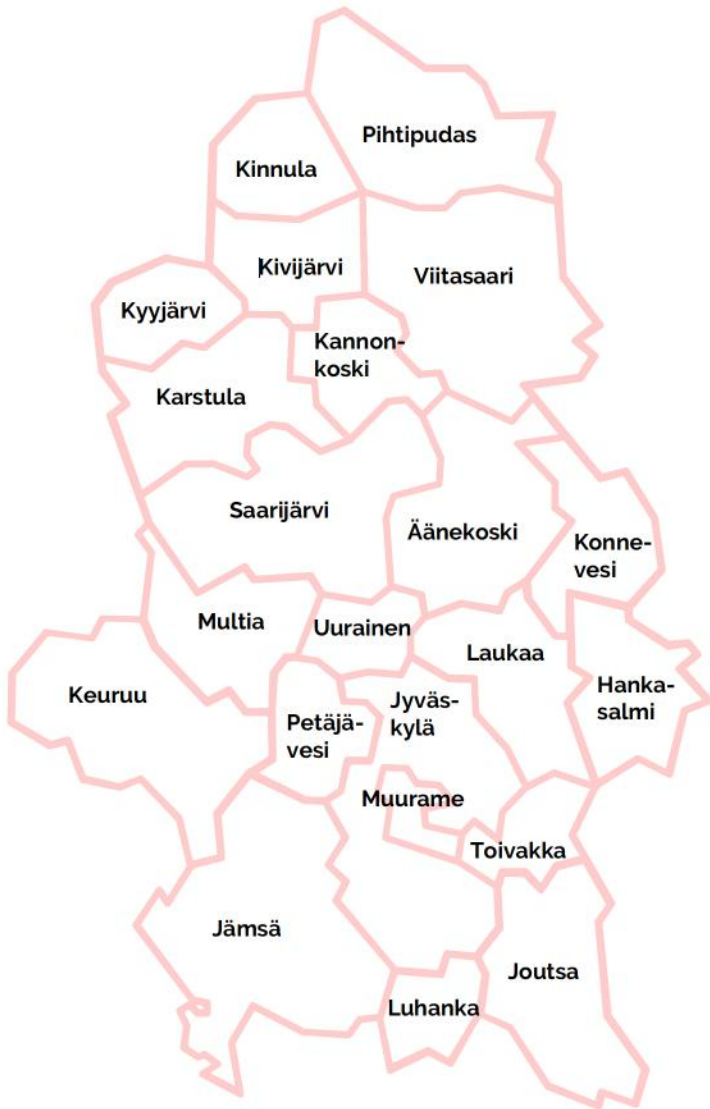 Pihtipudas
Kinnula
Kivijärvi
Viitasaari
Kyyjärvi
Kannon-
koski
Karstula
Saarijärvi
Äänekoski
Konne-
vesi
Multia
Uurainen
Laukaa
Keuruu
Hanka-
salmi
Petäjä-
vesi
Jyväs-
kylä
Muurame
Toivakka
Jämsä
Joutsa
Luhanka